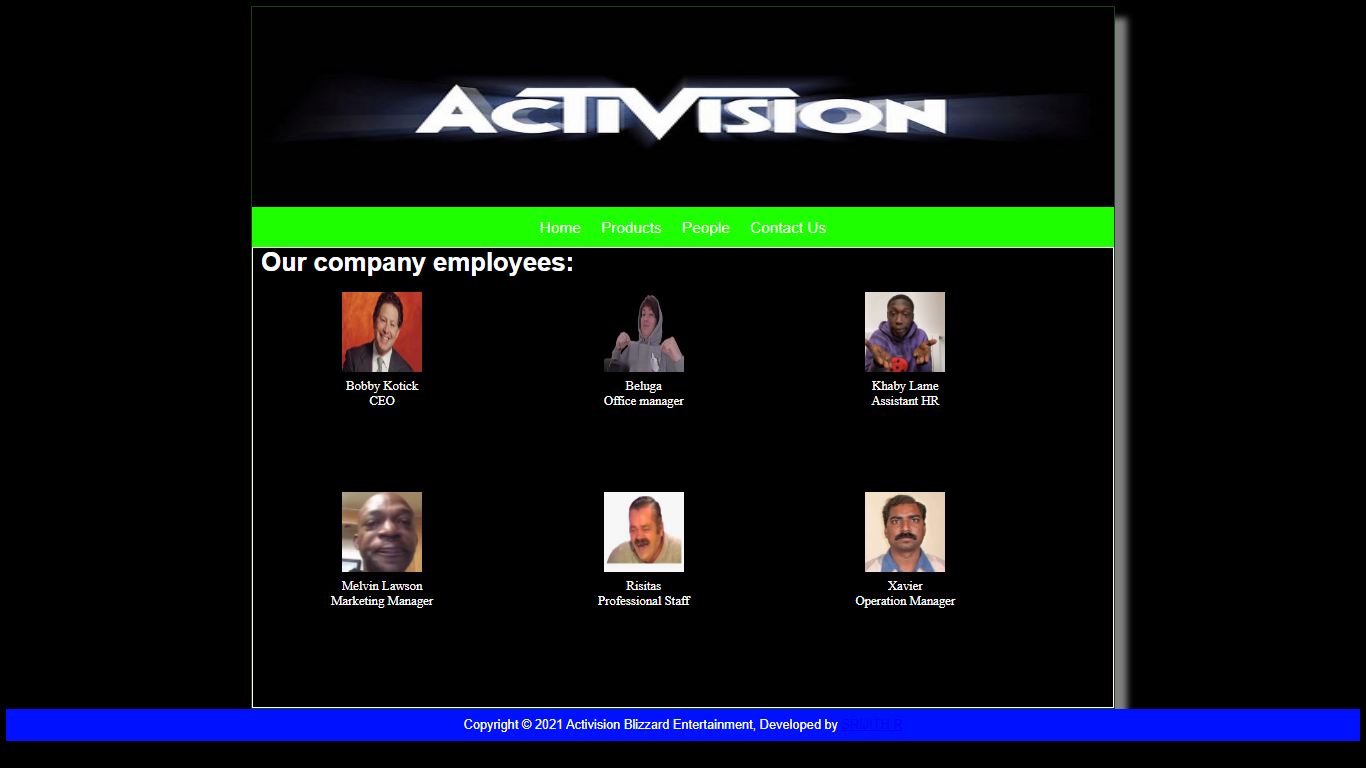 ACTIVISION
Home Products People Contact Us
Our company employees:
Bobby Kotick
CEO
Beluga
Office manager
Khaby Lame
Assistant HR
Melvin Lawson
Marketing Manager
Risitas
Professional Staff
Xavier
Operation Manager
Copyright © 2021 Activision Blizzard Entertainment, Developed by SRIJITH R